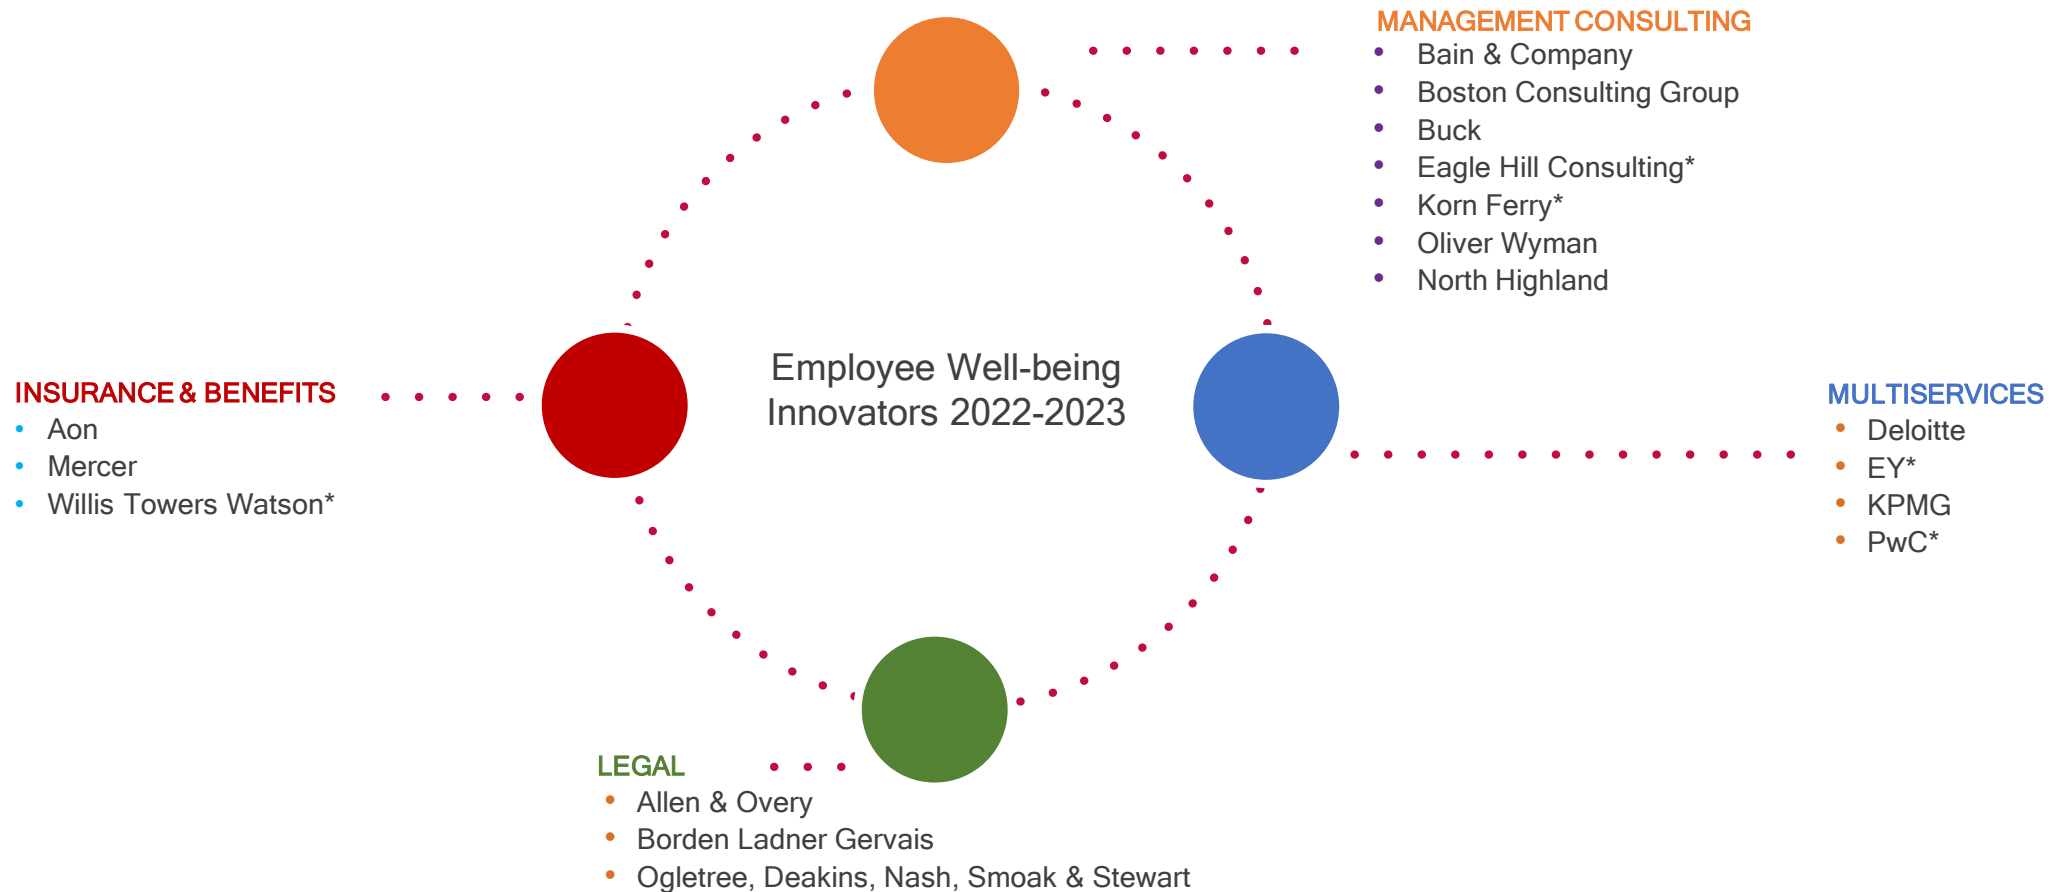 MANAGEMENT CONSULTING
• Bain & Company
• Boston Consulting Group
• Buck
• Eagle Hill Consulting*
• Korn Ferry*
• Oliver Wyman
• North Highland
Employee Well-being
Innovators 2022-2023
INSURANCE & BENEFITS
• Aon
• Mercer
• Willis Towers Watson*
MULTISERVICES
• Deloitte
• EY*
• KPMG
• PwC*
LEGAL
• Allen & Overy
• Borden Ladner Gervais
• Ogletree, Deakins, Nash, Smoak & Stewart